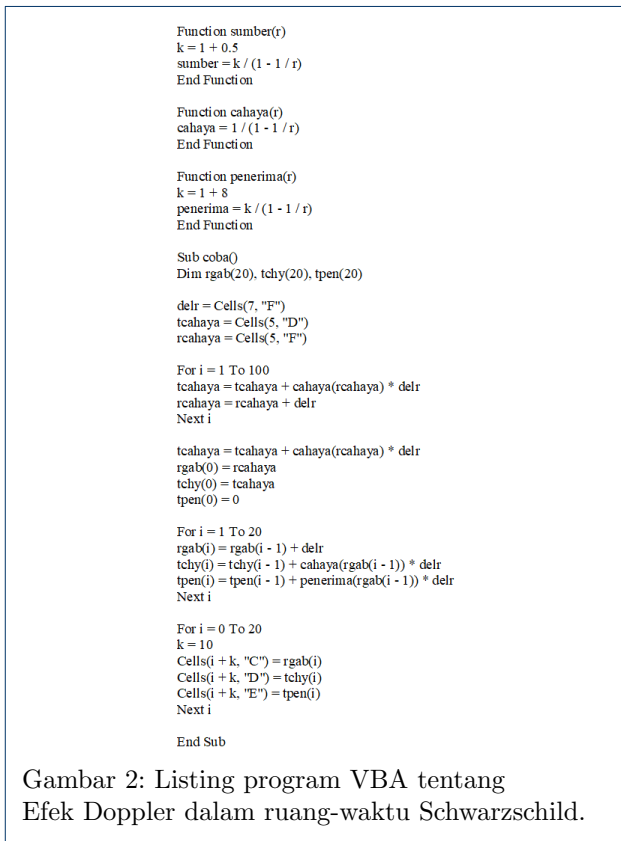 Function sumber(r)
k = 1 + 0.5
sumber = k / (1 - 1 / r)
End Function
Function cahaya(r)
cahaya = 1 / (1 - 1 / r)
End Function
Function penerima(r)
k = 1 + 8
penerima = k / (1 - 1 / r)
End Function
Sub coba()
Dim rgab(20), tchy(20), tpen(20)
delr = Cells(7, "F")
tcahaya = Cells(5, "D")
rcahaya = Cells(5, "F")
For i = 1 To 100
tcahaya = tcahaya + cahaya(rcahaya) * delr
rcahaya = rcahaya + delr
Next i
tcahaya = tcahaya + cahaya(rcahaya) * delr
rgab(0) = rcahaya
tchy(0) = tcahaya
tpen(0) = 0
For i = 1 To 20
rgab(i) = rgab(i - 1) + delr
tchy(i) = tchy(i - 1) + cahaya(rgab(i - 1)) * delr
tpen(i) = tpen(i - 1) + penerima(rgab(i - 1)) * delr
Next i
For i = 0 To 20
k = 10
Cells(i + k, "C") = rgab(i)
Cells(i + k, "D") = tchy(i)
Cells(i + k, "E") = tpen(i)
Next i
End Sub
Gambar 2: Listing program VBA tentang
Efek Doppler dalam ruang-waktu Schwarzschild.